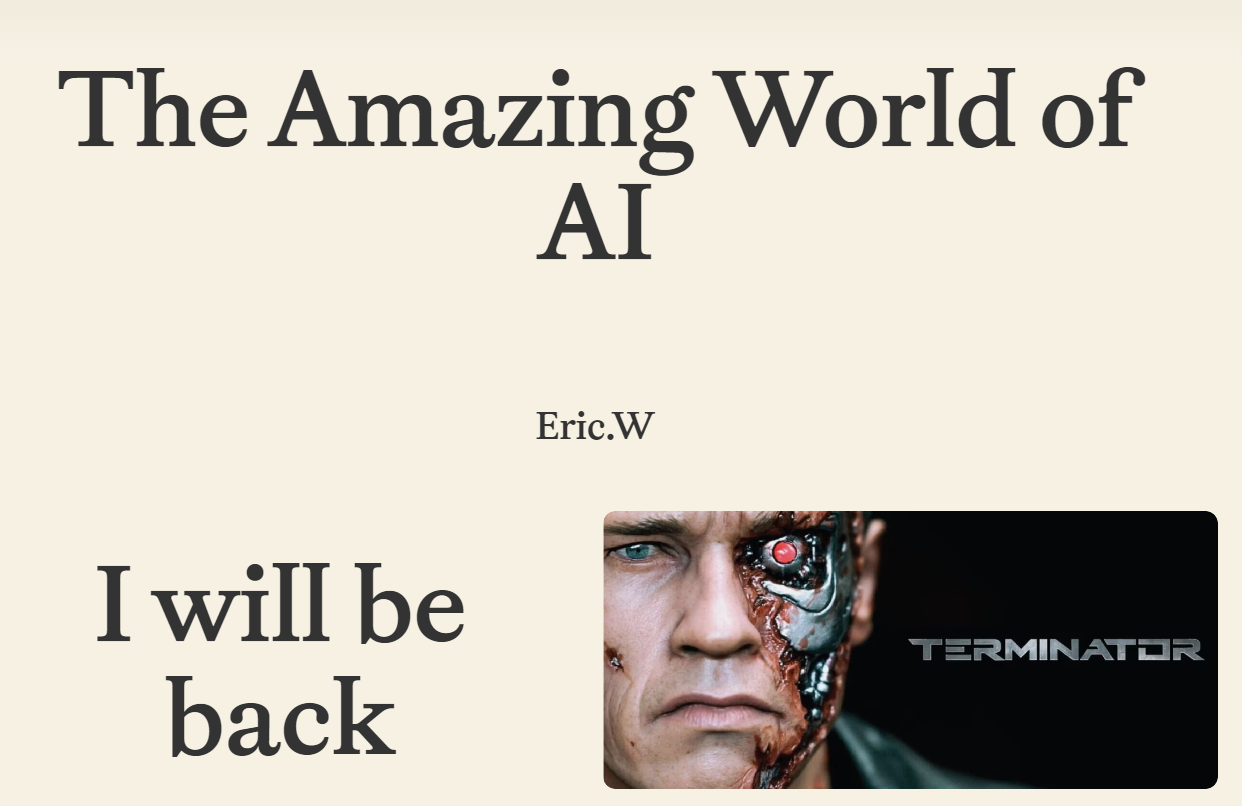 The Amazing World of
AI
Eric.W
I will be
back
TERMINATOR